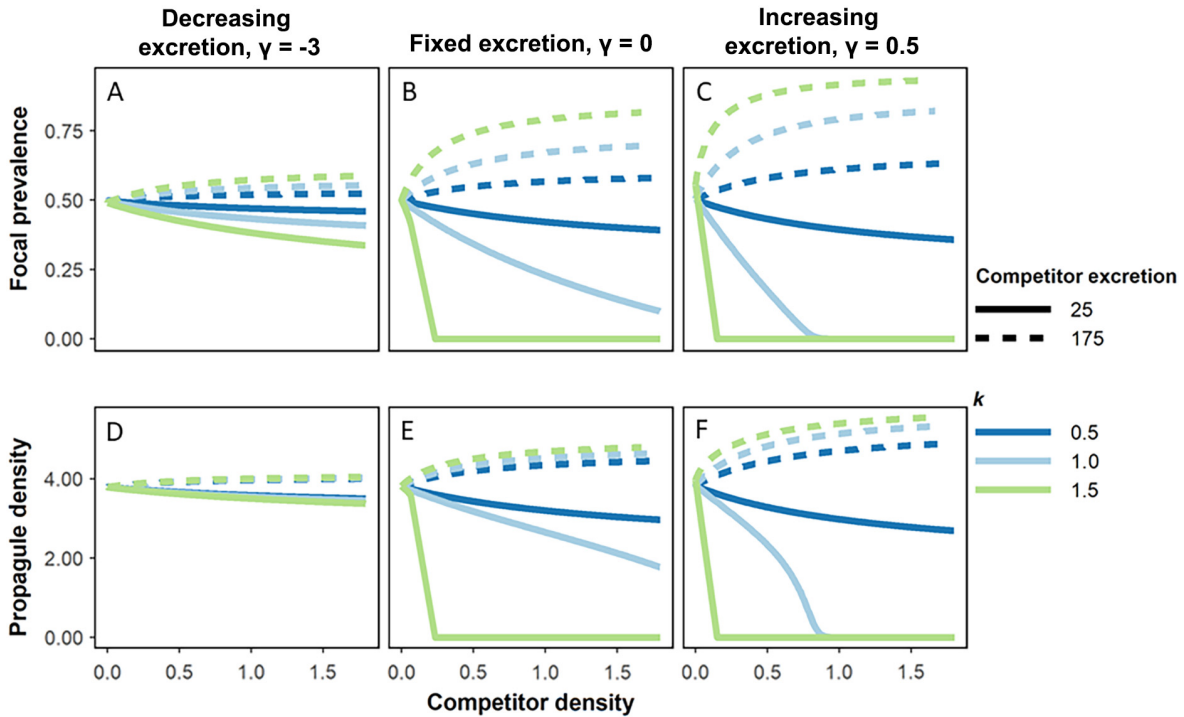 Decreasing
excretion, γ = -3
Fixed excretion, γ = 0
Increasing
excretion, γ = 0.5
A
B
C
Focal prevalence
0.75
0.50
0.25
0.00
Competitor excretion
25
175
D
E
F
Propagule density
4.00
2.00
0.00
k
0.5
1.0
1.5
0.0 0.5 1.0 1.5
0.0 0.5 1.0 1.5
0.0 0.5 1.0 1.5
Competitor density